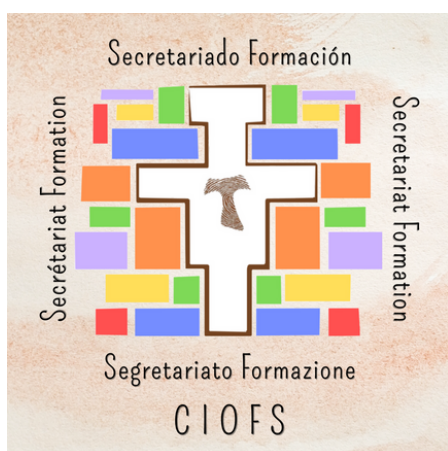 Secretariado Formación
Secrétariat Formation
Secretariat Formation
Segretariato Formazione
CIOFS